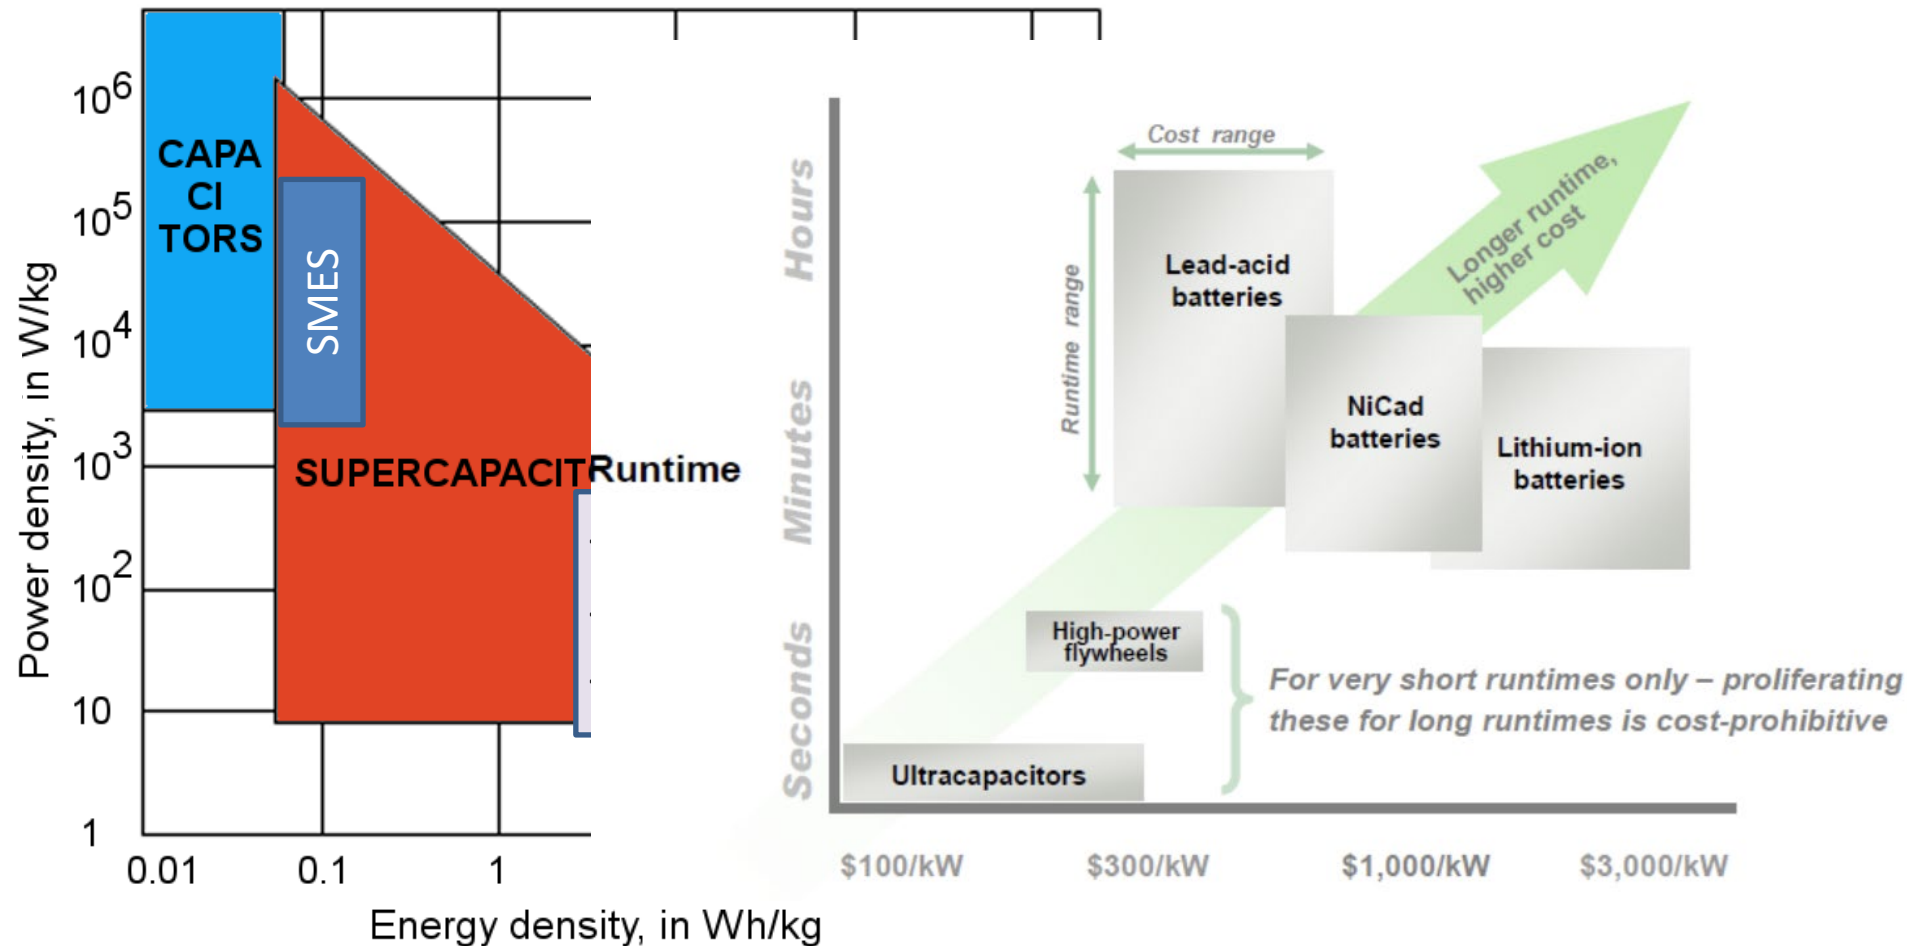 10^6
10^5
10^4
10^3
10^2
10
1
Power density, in W/kg
CAPA
CI
TORS
SMES
SUPERCAPACIT
0.01
0.1
1
Energy density, in Wh/kg
Runtime
Hours
Minutes
Seconds
Cost range
Runtime range
Lead-acid
batteries
Longer runtime,
higher cost
NiCad
batteries
Lithium-ion
batteries
High-power
flywheels
For very short runtimes only – proliferating
these for long runtimes is cost-prohibitive
Ultracapacitors
$100/kW
$300/kW
$1,000/kW
$3,000/kW